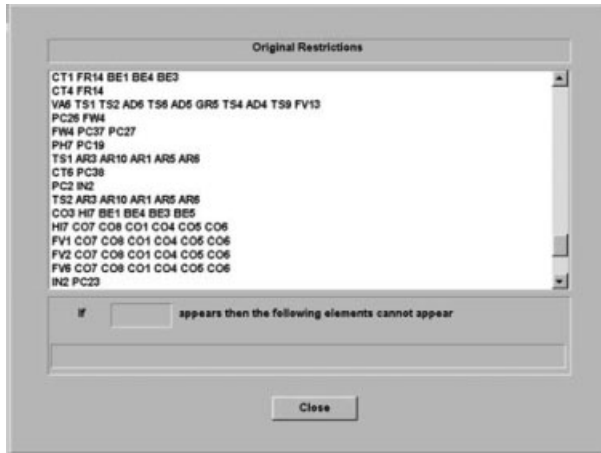 Original Restrictions
CT1 FR14 BE1 BE4 BE3
CT4 FR14
VA6 TS1 TS2 AD6 TS6 AD5 GR5 TS4 AD4 TS9 FV13
PC26 FW4
FW4 PC37 PC27
PH7 PC19
TS1 AR3 AR10 AR1 AR5 AR6
CT6 PC38
PC2 IN2
TS2 AR3 AR10 AR1 AR5 AR6
CO3 HI7 BE1 BE4 BE3 BE5
HI7 CO7 CO8 CO1 CO4 CO5 CO6
FV1 CO7 CO8 CO1 CO4 CO5 CO6
FV2 CO7 CO8 CO1 CO4 CO5 CO6
FV6 CO7 CO8 CO1 CO4 CO5 CO6
IN2 PC23
If appears then the following elements cannot appear
Close